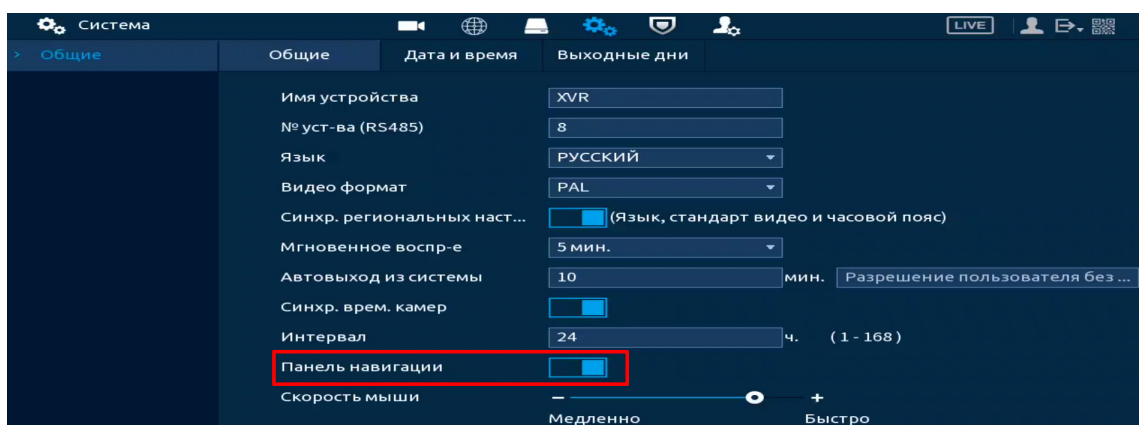 Система LIVE
Общие Общие Дата и время Выходные дни
Имя устройства XVR
№ уст-ва (RS485) 8
Язык РУССКИЙ
Видео формат PAL
Синхр. региональных наст... (Язык, стандарт видео и часовой пояс)
Мгновенное воспр-е 5 мин.
Автовыход из системы 10 мин. Разрешение пользователя без ...
Синхр. врем. камер
Интервал 24 ч. (1-168)
Панель навигации
Скорость мыши − +
Медленно Быстро